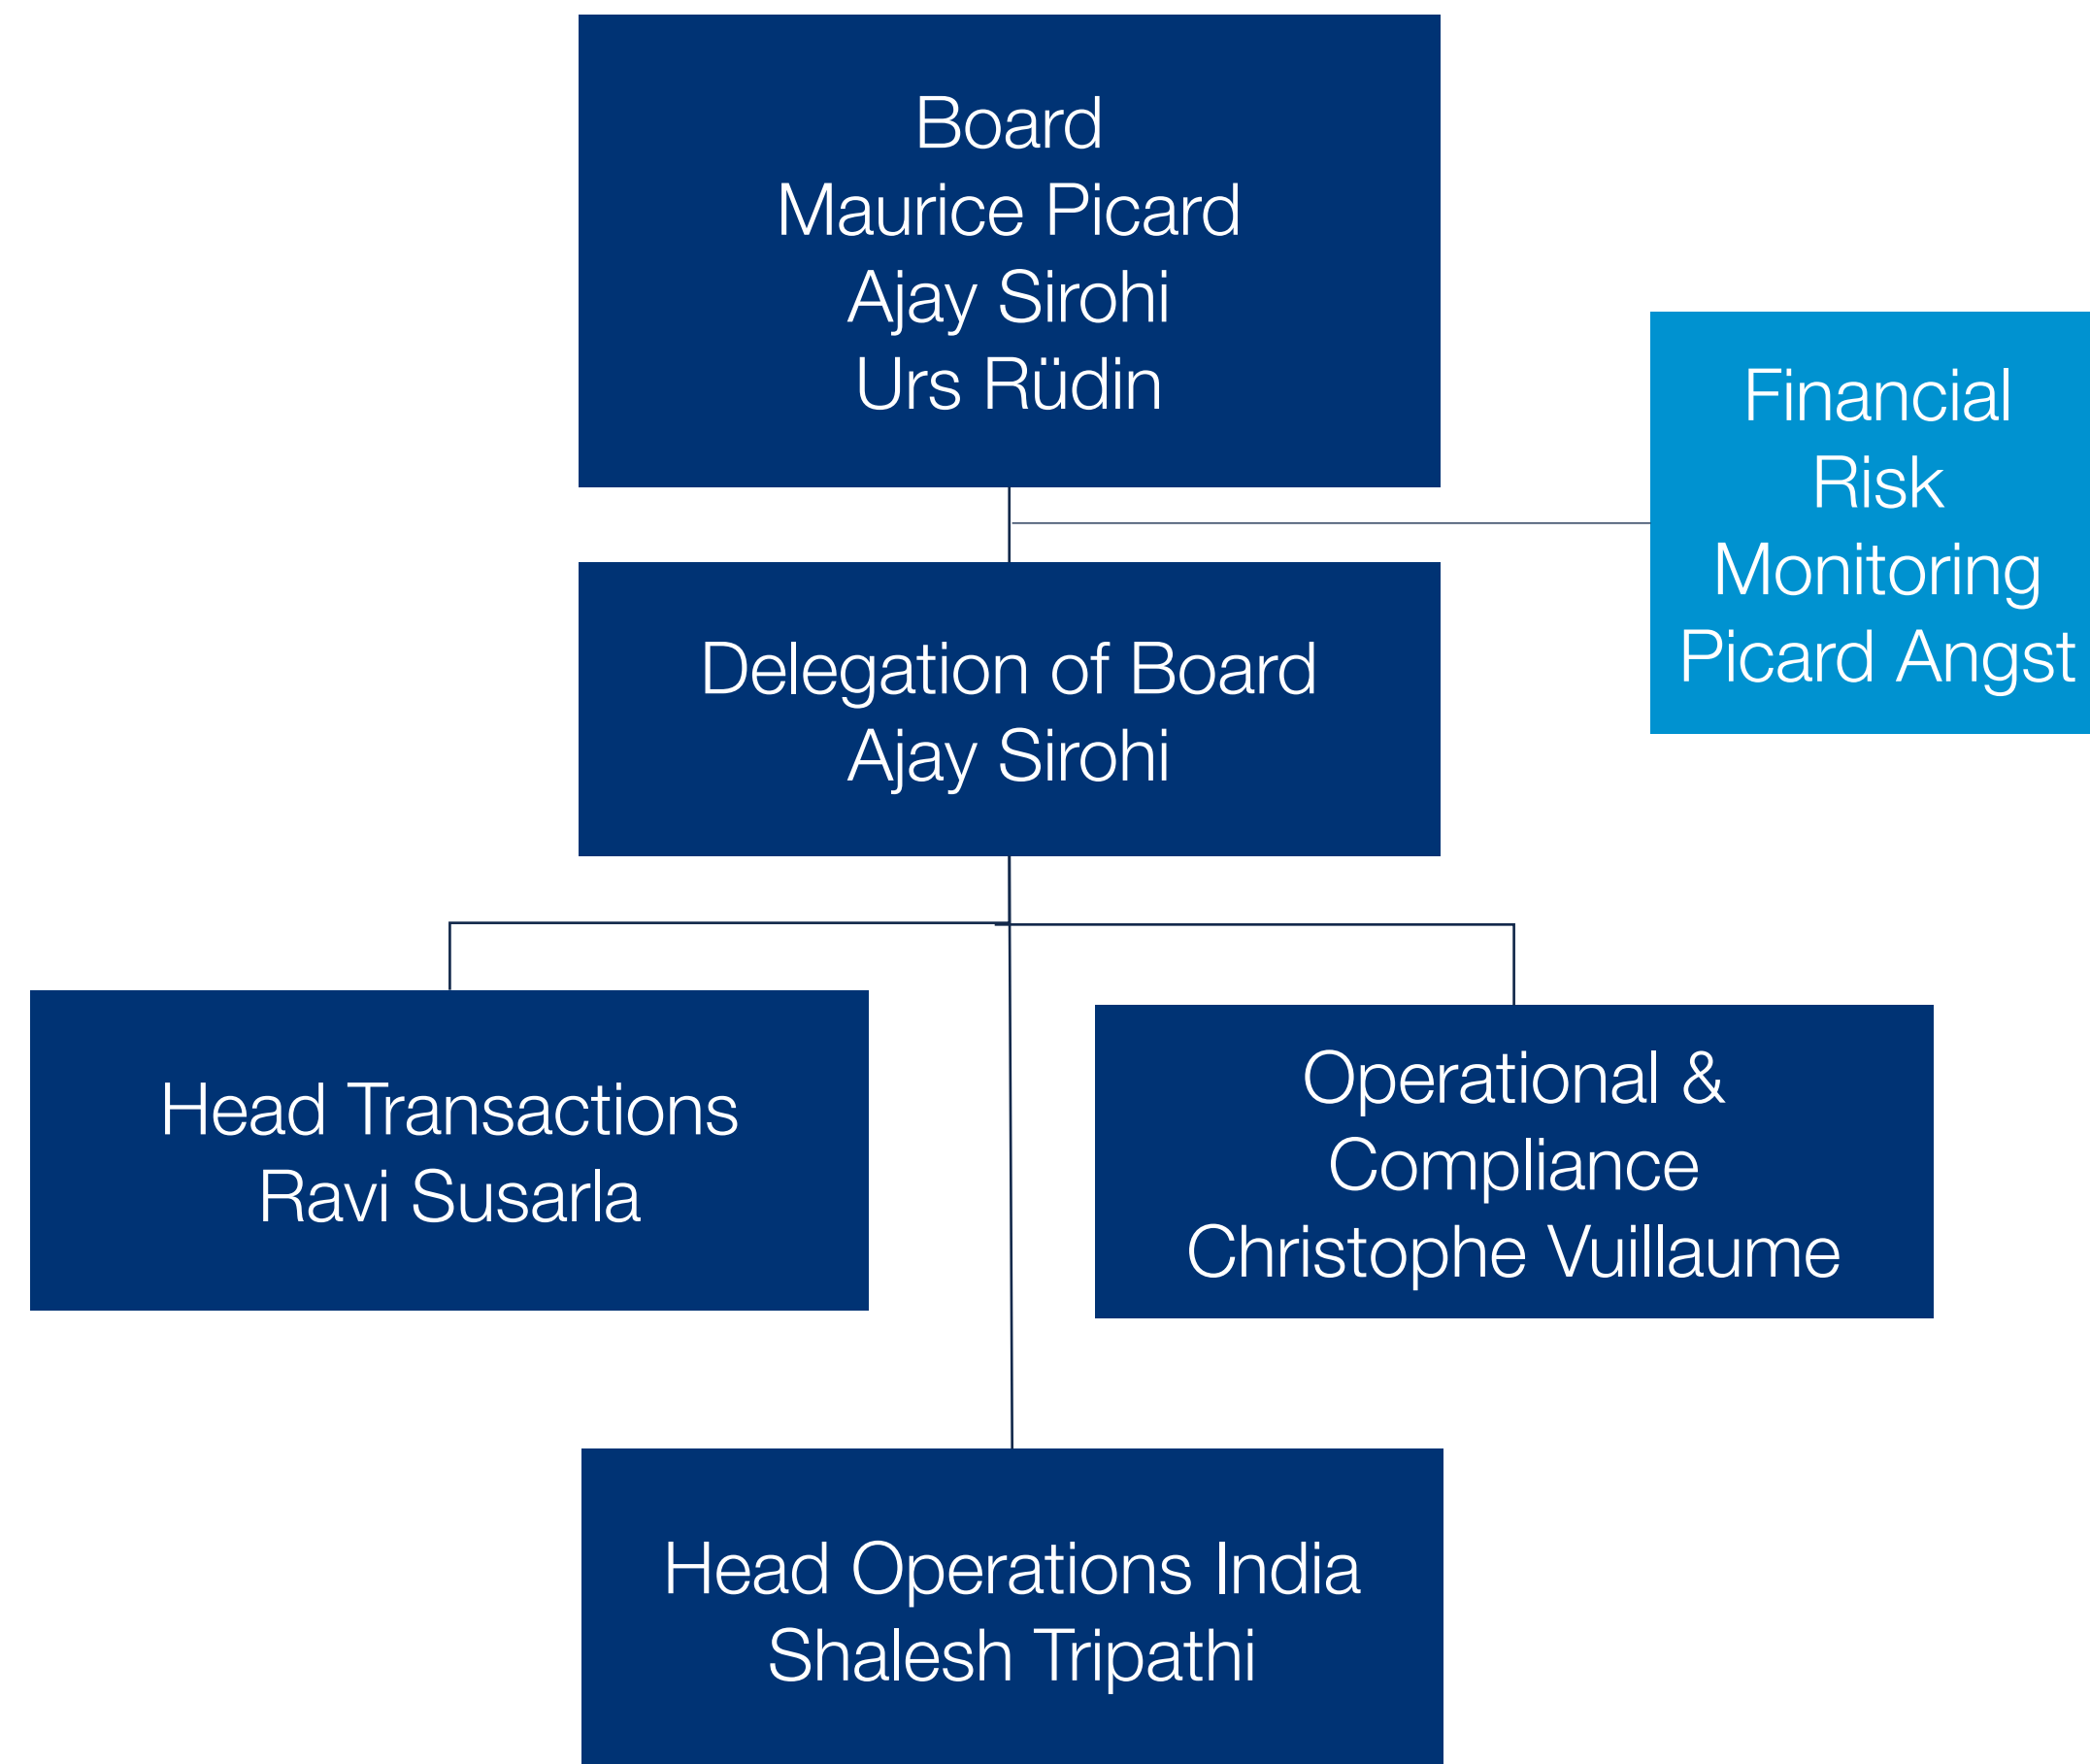 Board
Maurice Picard
Ajay Sirohi
Urs Rüdin
Financial
Risk
Monitoring
Picard Angst
Delegation of Board
Ajay Sirohi
Head Transactions
Ravi Susarla
Operational &
Compliance
Christophe Vuillaume
Head Operations India
Shalesh Tripathi